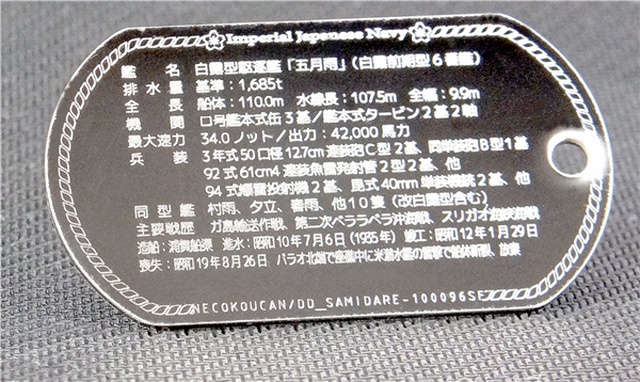 Imperial Japanese Navy
艦 名 白露型駆逐艦「五月雨」(白露前期型6番艦)
排水量 基準:1,685t
全 長 船体:110.0m 水線長:107.5m 全幅:9.9m
機 関 ロ号艦本式缶3基/艦本式タービン2基2軸
最大速力 34.0ノット/出力:42,000馬力
兵 装 3年式50口径12.7cm連装砲C型2基、同単装砲B型1基
92式61cm4連装魚雷発射管2型2基、他
94式爆雷投射機2基、毘式40mm単装機銃2基、他
同型艦 村雨、夕立、春雨、他10隻(改白露型含む)
主要戦歴 ガ島輸送作戦、第二次ベララベラ沖海戦、スリガオ海峡海戦
造船:浦賀船渠 進水:昭和10年7月6日(1935年) 竣工:昭和12年1月29日
喪失:昭和19年8月26日 パラオ北端で座礁中に米潜水艦の雷撃で船体断裂、放棄
NECOKOUCAN/DD_SAMIDARE-100096SE